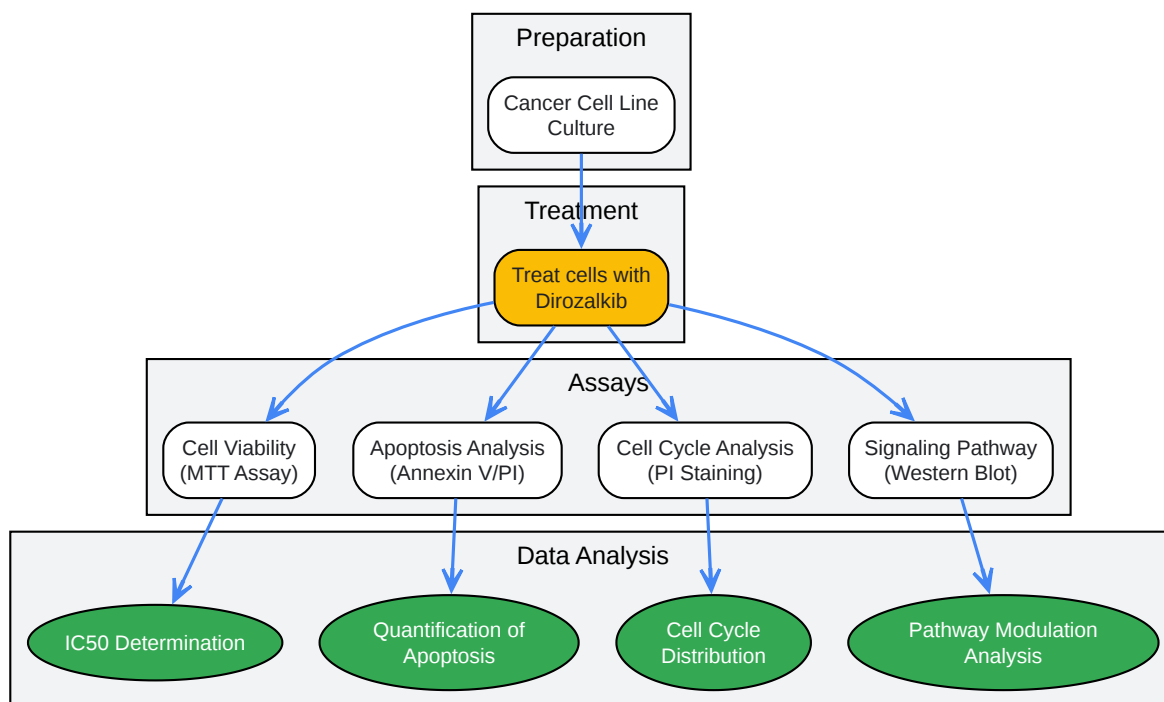 Preparation
Cancer Cell Line
Culture
Treatment
Treat cells with
Dirozalkib
Assays
Cell Viability
(MTT Assay)
Apoptosis Analysis
(Annexin V/PI)
Cell Cycle Analysis
(PI Staining)
Signaling Pathway
(Western Blot)
Data Analysis
IC50 Determination
Quantification of
Apoptosis
Cell Cycle
Distribution
Pathway Modulation
Analysis